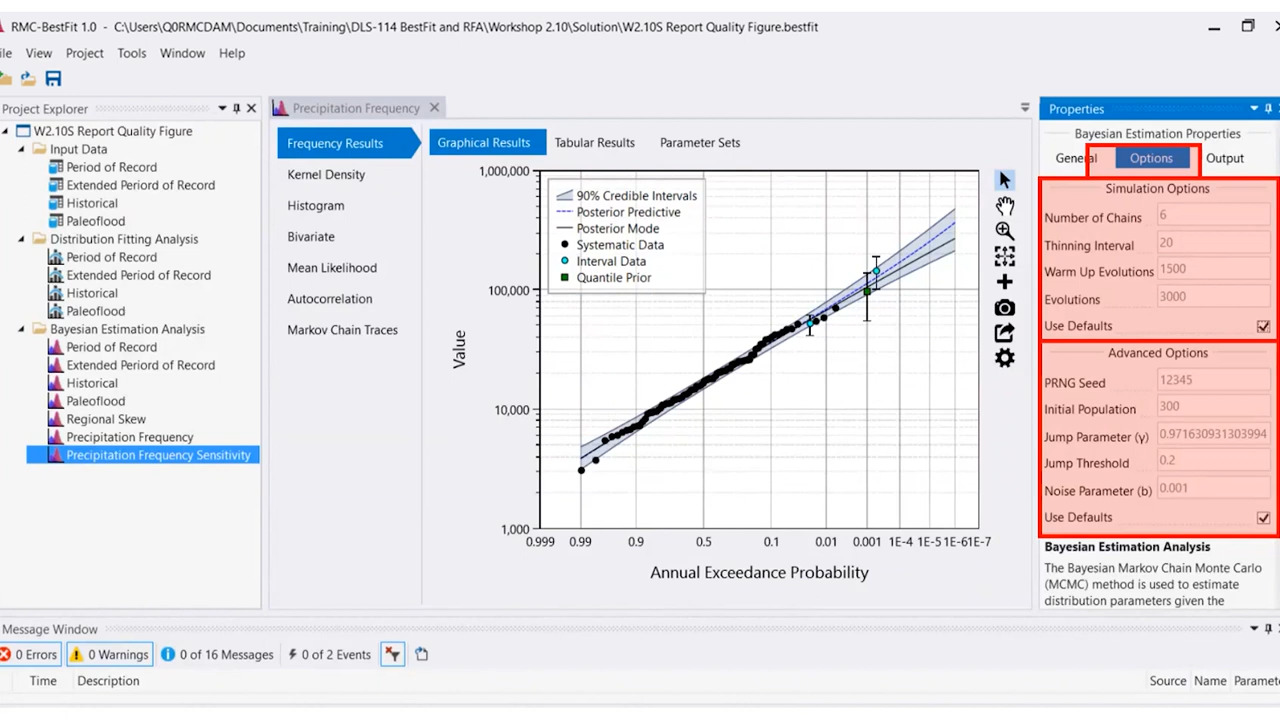 RMC-BestFit 1.0 - C:\Users\Q0RMCDAM\Documents\Training\DLS-114 BestFit and RFA\Workshop 2.10\Solution\W2.10S Report Quality Figure.bestfit
ile View Project Tools Window Help
Project Explorer
W2.10S Report Quality Figure
Input Data
Period of Record
Extended Periord of Record
Historical
Paleoflood
Distribution Fitting Analysis
Period of Record
Extended Periord of Record
Historical
Paleoflood
Bayesian Estimation Analysis
Period of Record
Extended Periord of Record
Historical
Paleoflood
Regional Skew
Precipitation Frequency
Precipitation Frequency Sensitivity
Precipitation Frequency
Frequency Results
Kernel Density
Histogram
Bivariate
Mean Likelihood
Autocorrelation
Markov Chain Traces
Graphical Results Tabular Results Parameter Sets
1,000,000
100,000
10,000
1,000
Value
90% Credible Intervals
Posterior Predictive
Posterior Mode
Systematic Data
Interval Data
Quantile Prior
0.999 0.99 0.9 0.5 0.1 0.01 0.001 1E-4 1E-5 1E-6 1E-7
Annual Exceedance Probability
Properties
Bayesian Estimation Properties
General Options Output
Simulation Options
Number of Chains 6
Thinning Interval 20
Warm Up Evolutions 1500
Evolutions 3000
Use Defaults
Advanced Options
PRNG Seed 12345
Initial Population 300
Jump Parameter (γ) 0.971630931303994
Jump Threshold 0.2
Noise Parameter (b) 0.001
Use Defaults
Bayesian Estimation Analysis
The Bayesian Markov Chain Monte Carlo
(MCMC) method is used to estimate
distribution parameters given the
Message Window
0 Errors 0 Warnings 0 of 16 Messages 0 of 2 Events
Time Description Source Name Paramete